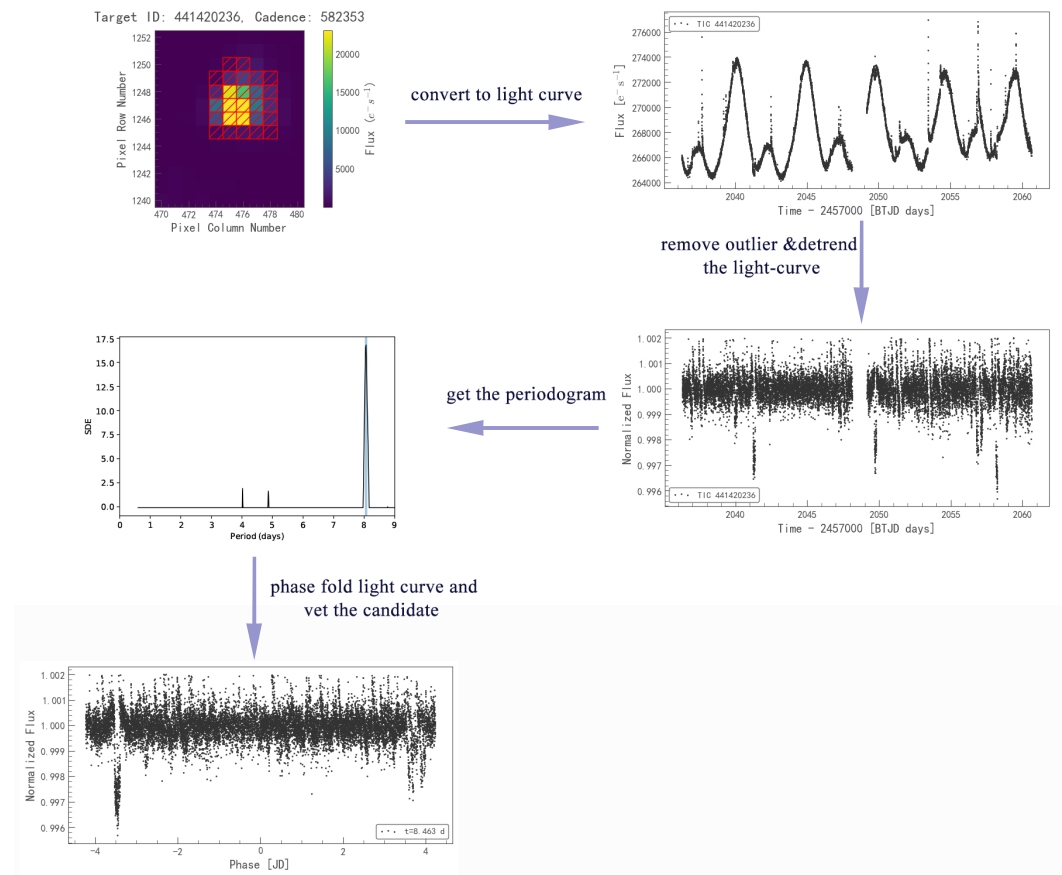 Target ID: 441420236, Cadence: 582353
1252
1250
1248
1246
1244
1242
1240
Pixel Row Number
470 472 474 476 478 480
Pixel Column Number
20000
15000
10000
5000
Flux (e⁻ s⁻¹)
convert to light curve
276000
274000
272000
270000
268000
266000
264000
Flux [e⁻ s⁻¹]
TIC 441420236
2040 2045 2050 2055 2060
Time - 2457000 [BTJD days]
remove outlier &detrend
the light-curve
1.002
1.001
1.000
0.999
0.998
0.997
0.996
Normalized Flux
TIC 441420236
2040 2045 2050 2055 2060
Time - 2457000 [BTJD days]
get the periodogram
17.5
15.0
12.5
10.0
7.5
5.0
2.5
0.0
SDE
0 1 2 3 4 5 6 7 8 9
Period (days)
phase fold light curve and
vet the candidate
1.002
1.001
1.000
0.999
0.998
0.997
0.996
Normalized Flux
t=8.463 d
−4 −2 0 2 4
Phase [JD]